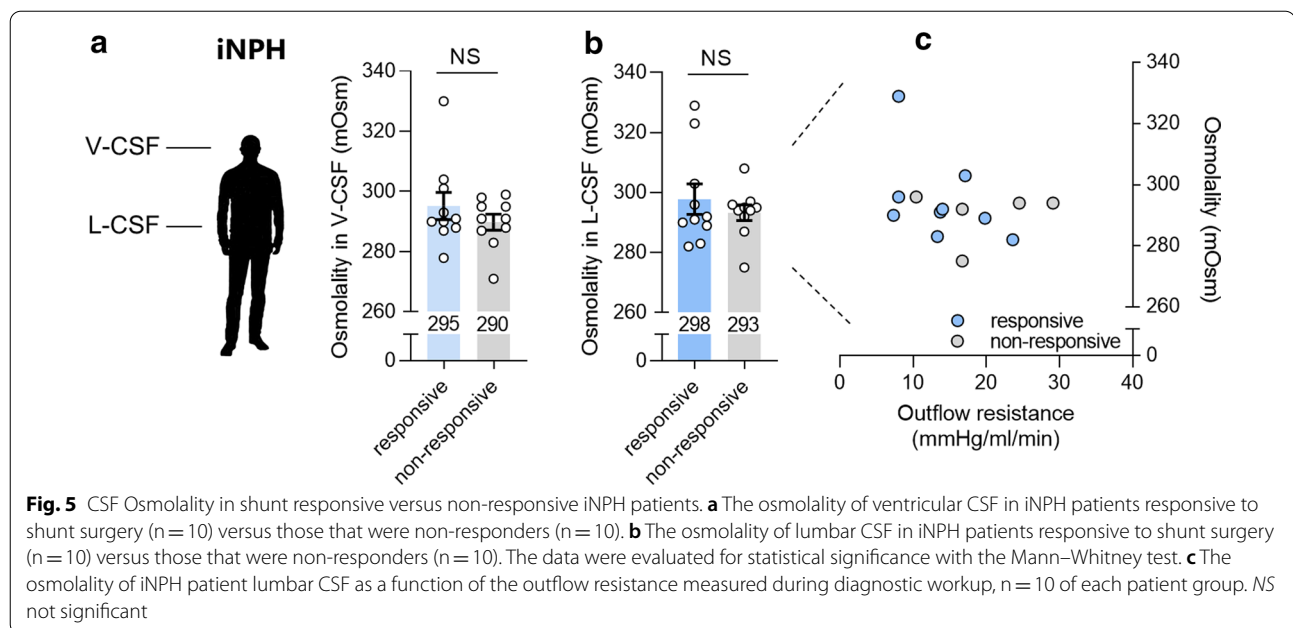 a
iNPH
V-CSF
L-CSF
Osmolality in V-CSF (mOsm)
340
320
300
280
260
0
NS
295
290
responsive
non-responsive
b
Osmolality in L-CSF (mOsm)
340
320
300
280
260
0
NS
298
293
responsive
non-responsive
c
340
320
300
280
260
0
Osmolality (mOsm)
responsive
non-responsive
0
10
20
30
40
Outflow resistance
(mmHg/ml/min)
Fig. 5 CSF Osmolality in shunt responsive versus non-responsive iNPH patients. a The osmolality of ventricular CSF in iNPH patients responsive to
shunt surgery (n = 10) versus those that were non-responders (n = 10). b The osmolality of lumbar CSF in iNPH patients responsive to shunt surgery
(n = 10) versus those that were non-responders (n = 10). The data were evaluated for statistical significance with the Mann–Whitney test. c The
osmolality of iNPH patient lumbar CSF as a function of the outflow resistance measured during diagnostic workup, n = 10 of each patient group. NS
not significant